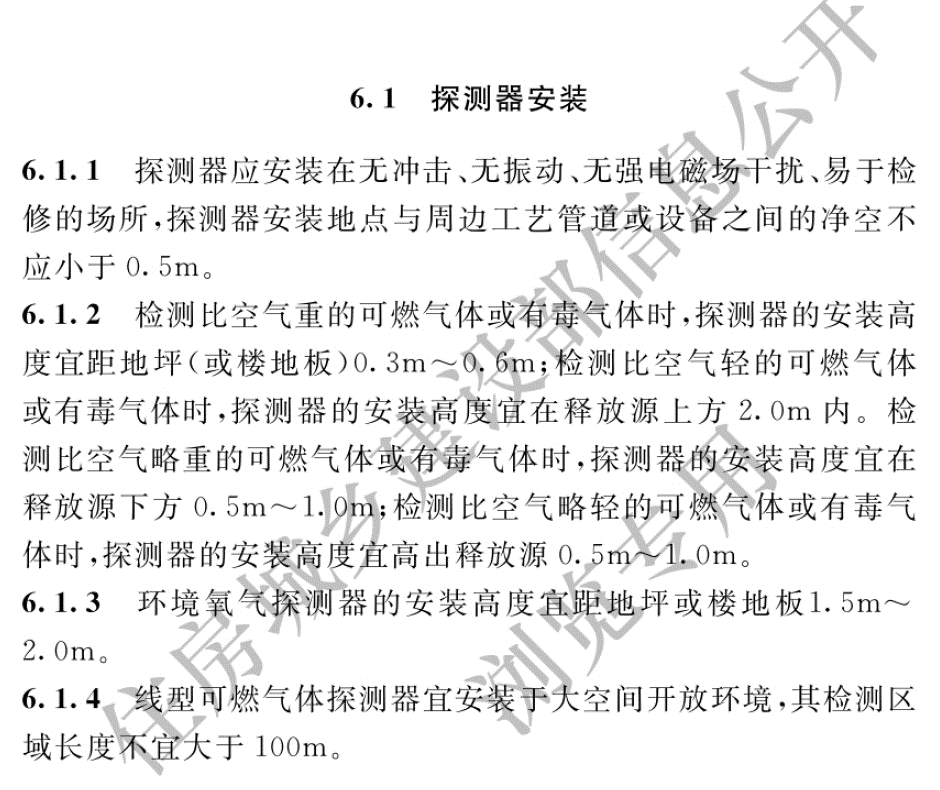 6.1 探测器安装
6.1.1 探测器应安装在无冲击、无振动、无强电磁场干扰、易于检
修的场所,探测器安装地点与周边工艺管道或设备之间的净空不
应小于 0.5m。
6.1.2 检测比空气重的可燃气体或有毒气体时,探测器的安装高
度宜距地坪(或楼地板)0.3m～0.6m;检测比空气轻的可燃气体
或有毒气体时,探测器的安装高度宜在释放源上方 2.0m 内。检
测比空气略重的可燃气体或有毒气体时,探测器的安装高度宜在
释放源下方 0.5m～1.0m;检测比空气略轻的可燃气体或有毒气
体时,探测器的安装高度宜高出释放源 0.5m～1.0m。
6.1.3 环境氧气探测器的安装高度宜距地坪或楼地板1.5m～
2.0m。
6.1.4 线型可燃气体探测器宜安装于大空间开放环境,其检测区
域长度不宜大于 100m。
住房城乡建设部信息公开
浏览专用